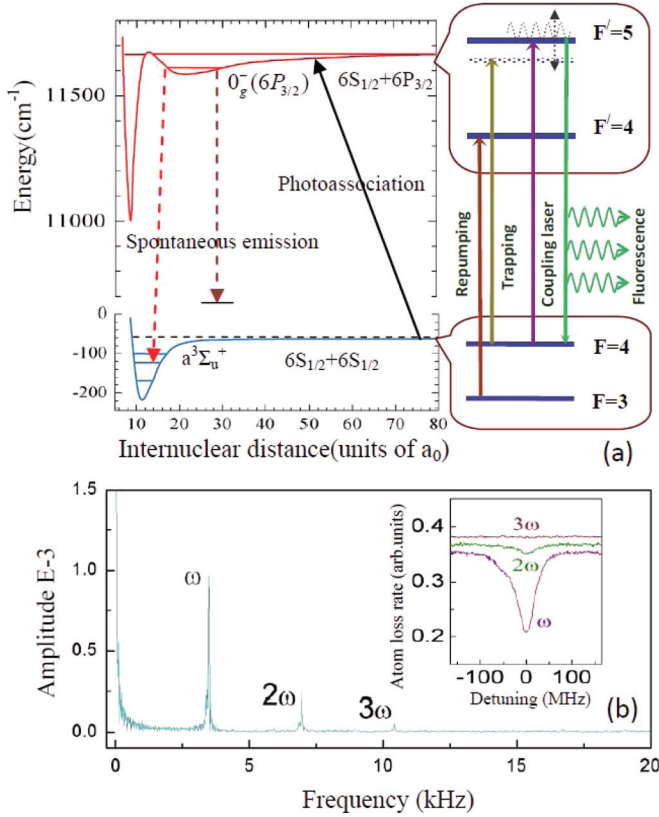 Energy(cm⁻¹)
11500
11000
0
-100
-200
0g⁻(6P3/2)
6S1/2+6P3/2
Photoassociation
Spontaneous emission
a³Σu⁺
6S1/2+6S1/2
5 10 20 30 40 50 60 70 80
Internuclear distance(units of a0)
F/=5
F/=4
Repumping
Trapping
Coupling laser
Fluorescence
F=4
F=3
(a)
Amplitude E-3
1.5
1.0
0.5
0.0
ω
2ω
3ω
0 5 10 15 20
Frequency (kHz)
Atom loss rate (arb.units)
0.4
0.3
0.2
3ω
2ω
ω
-100 0 100
Detuning (MHz)
(b)